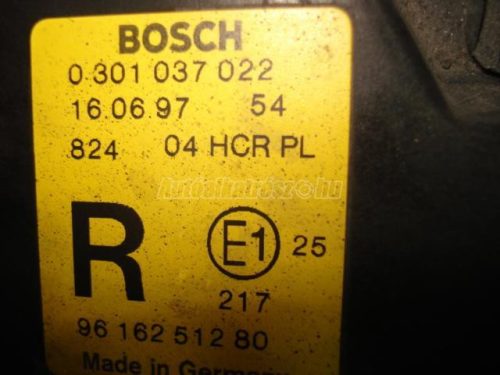 BOSCH
0 301 037 022
16.06.97 54
824 04 HCR PL
R E1 25
217
96 162 512 80
Made in